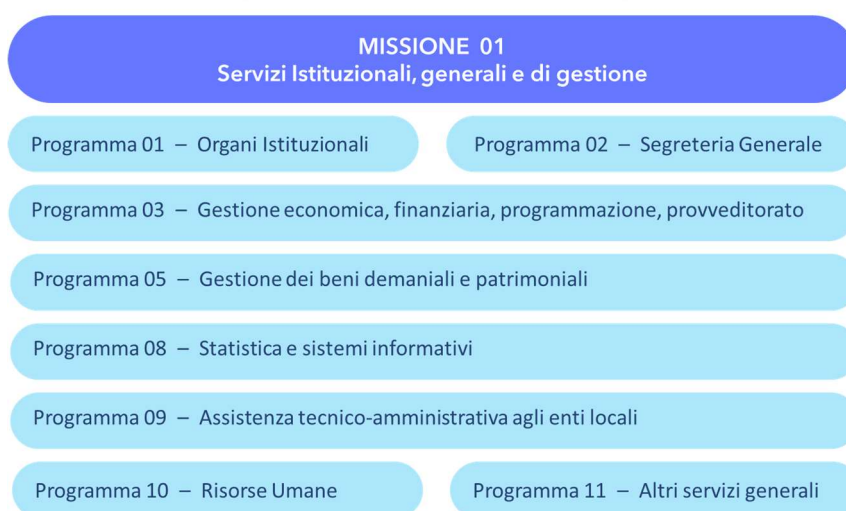 MISSIONE 01
Servizi Istituzionali, generali e di gestione
Programma 01 – Organi Istituzionali
Programma 02 – Segreteria Generale
Programma 03 – Gestione economica, finanziaria, programmazione, provveditorato
Programma 05 – Gestione dei beni demaniali e patrimoniali
Programma 08 – Statistica e sistemi informativi
Programma 09 – Assistenza tecnico-amministrativa agli enti locali
Programma 10 – Risorse Umane
Programma 11 – Altri servizi generali